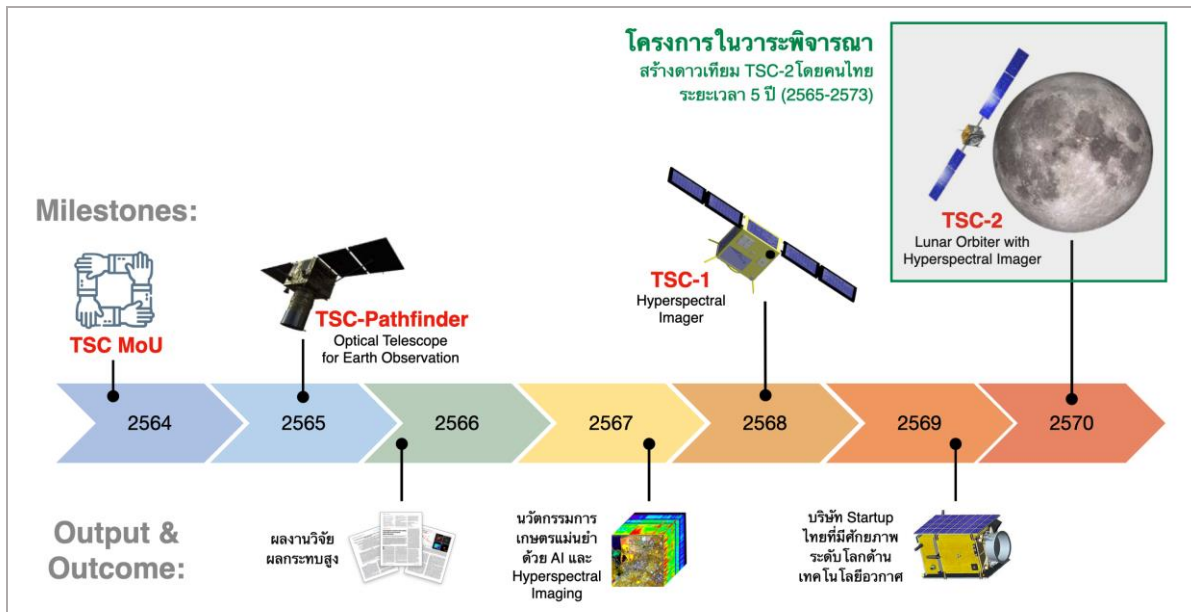 โครงการในวาระพิจารณา
สร้างดาวเทียม TSC-2 โดยคนไทย
ระยะเวลา 5 ปี (2565-2573)
Milestones:
TSC MoU
TSC-Pathfinder
Optical Telescope
for Earth Observation
TSC-1
Hyperspectral
Imager
TSC-2
Lunar Orbiter with
Hyperspectral Imager
2564
2565
2566
2567
2568
2569
2570
Output &
Outcome:
ผลงานวิจัย
ผลกระทบสูง
นวัตกรรมการ
เกษตรแม่นยำ
ด้วย AI และ
Hyperspectral
Imaging
บริษัท Startup
ไทยที่มีศักยภาพ
ระดับโลกด้าน
เทคโนโลยีอวกาศ